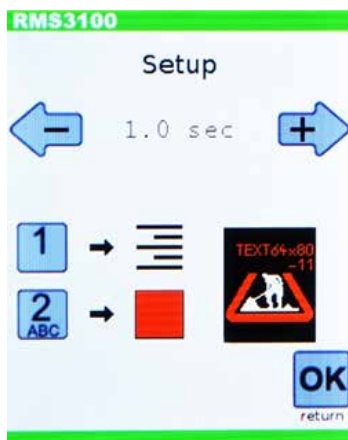 RMS3100
Setup
- 1.0 sec +
1
TEXT64x80
-11
2
ABC
OK
return